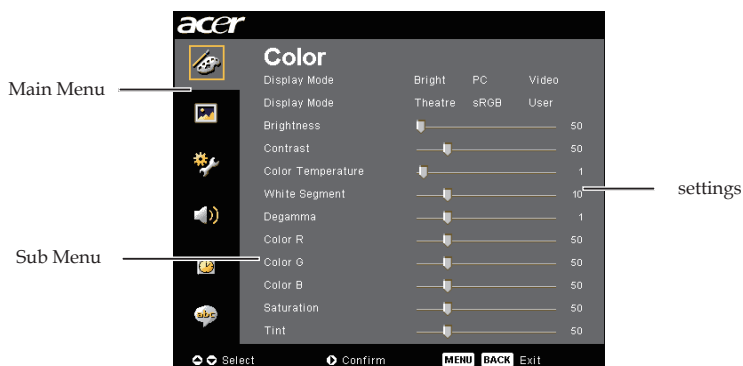 acer
Color
Display Mode Bright PC Video
Main Menu
Display Mode Theatre sRGB User
Brightness 50
Contrast 50
Color Temperature 1
White Segment 10
settings
Degamma 1
Color R 50
Sub Menu
Color G 50
Color B 50
Saturation 50
abc
Tint 50
Select Confirm MENU BACK Exit